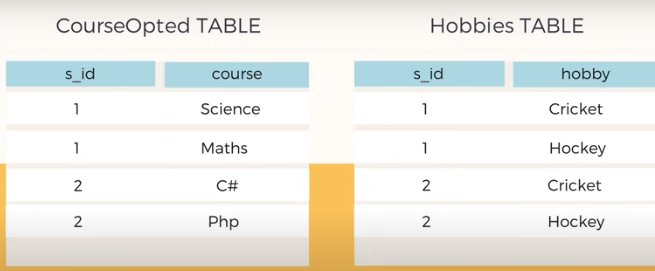 CourseOpted TABLE Hobbies TABLE
s_id course s_id hobby
1 Science 1 Cricket
1 Maths 1 Hockey
2 C# 2 Cricket
2 Php 2 Hockey